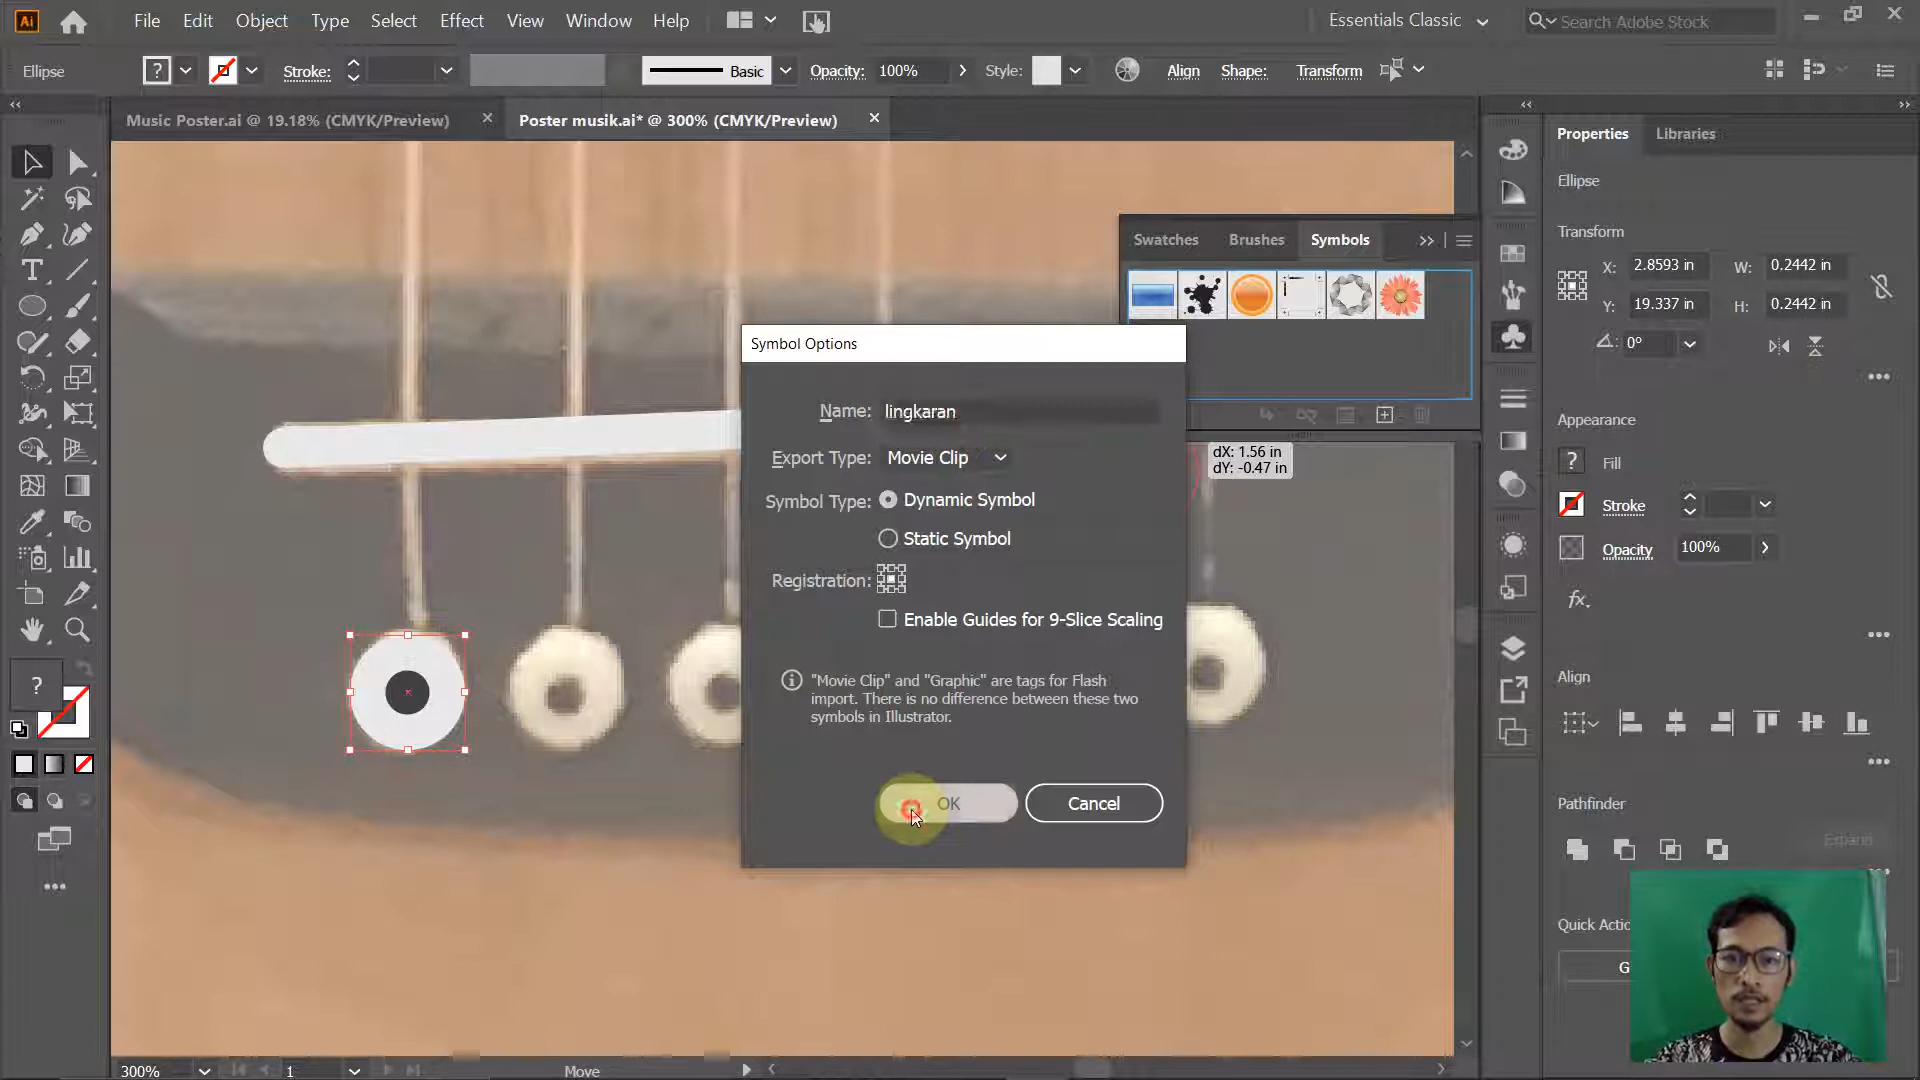 Ai File Edit Object Type Select Effect View Window Help Essentials Classic Search Adobe Stock
Ellipse ? Stroke: Basic Opacity: 100% Style: Align Shape: Transform
Music Poster.ai @ 19.18% (CMYK/Preview) Poster musik.ai* @ 300% (CMYK/Preview)
Properties Libraries
Ellipse
Transform
X: 2.8593 in W: 0.2442 in
Y: 19.337 in H: 0.2442 in
0°
Appearance
? Fill
Stroke
Opacity 100%
fx.
Align
Pathfinder
Expand
Quick Actio
G
Swatches Brushes Symbols
dX: 1.56 in
dY: -0.47 in
Symbol Options
Name: lingkaran
Export Type: Movie Clip
Symbol Type: Dynamic Symbol
Static Symbol
Registration:
Enable Guides for 9-Slice Scaling
"Movie Clip" and "Graphic" are tags for Flash
import. There is no difference between these two
symbols in Illustrator.
OK Cancel
?
300% 1 Move